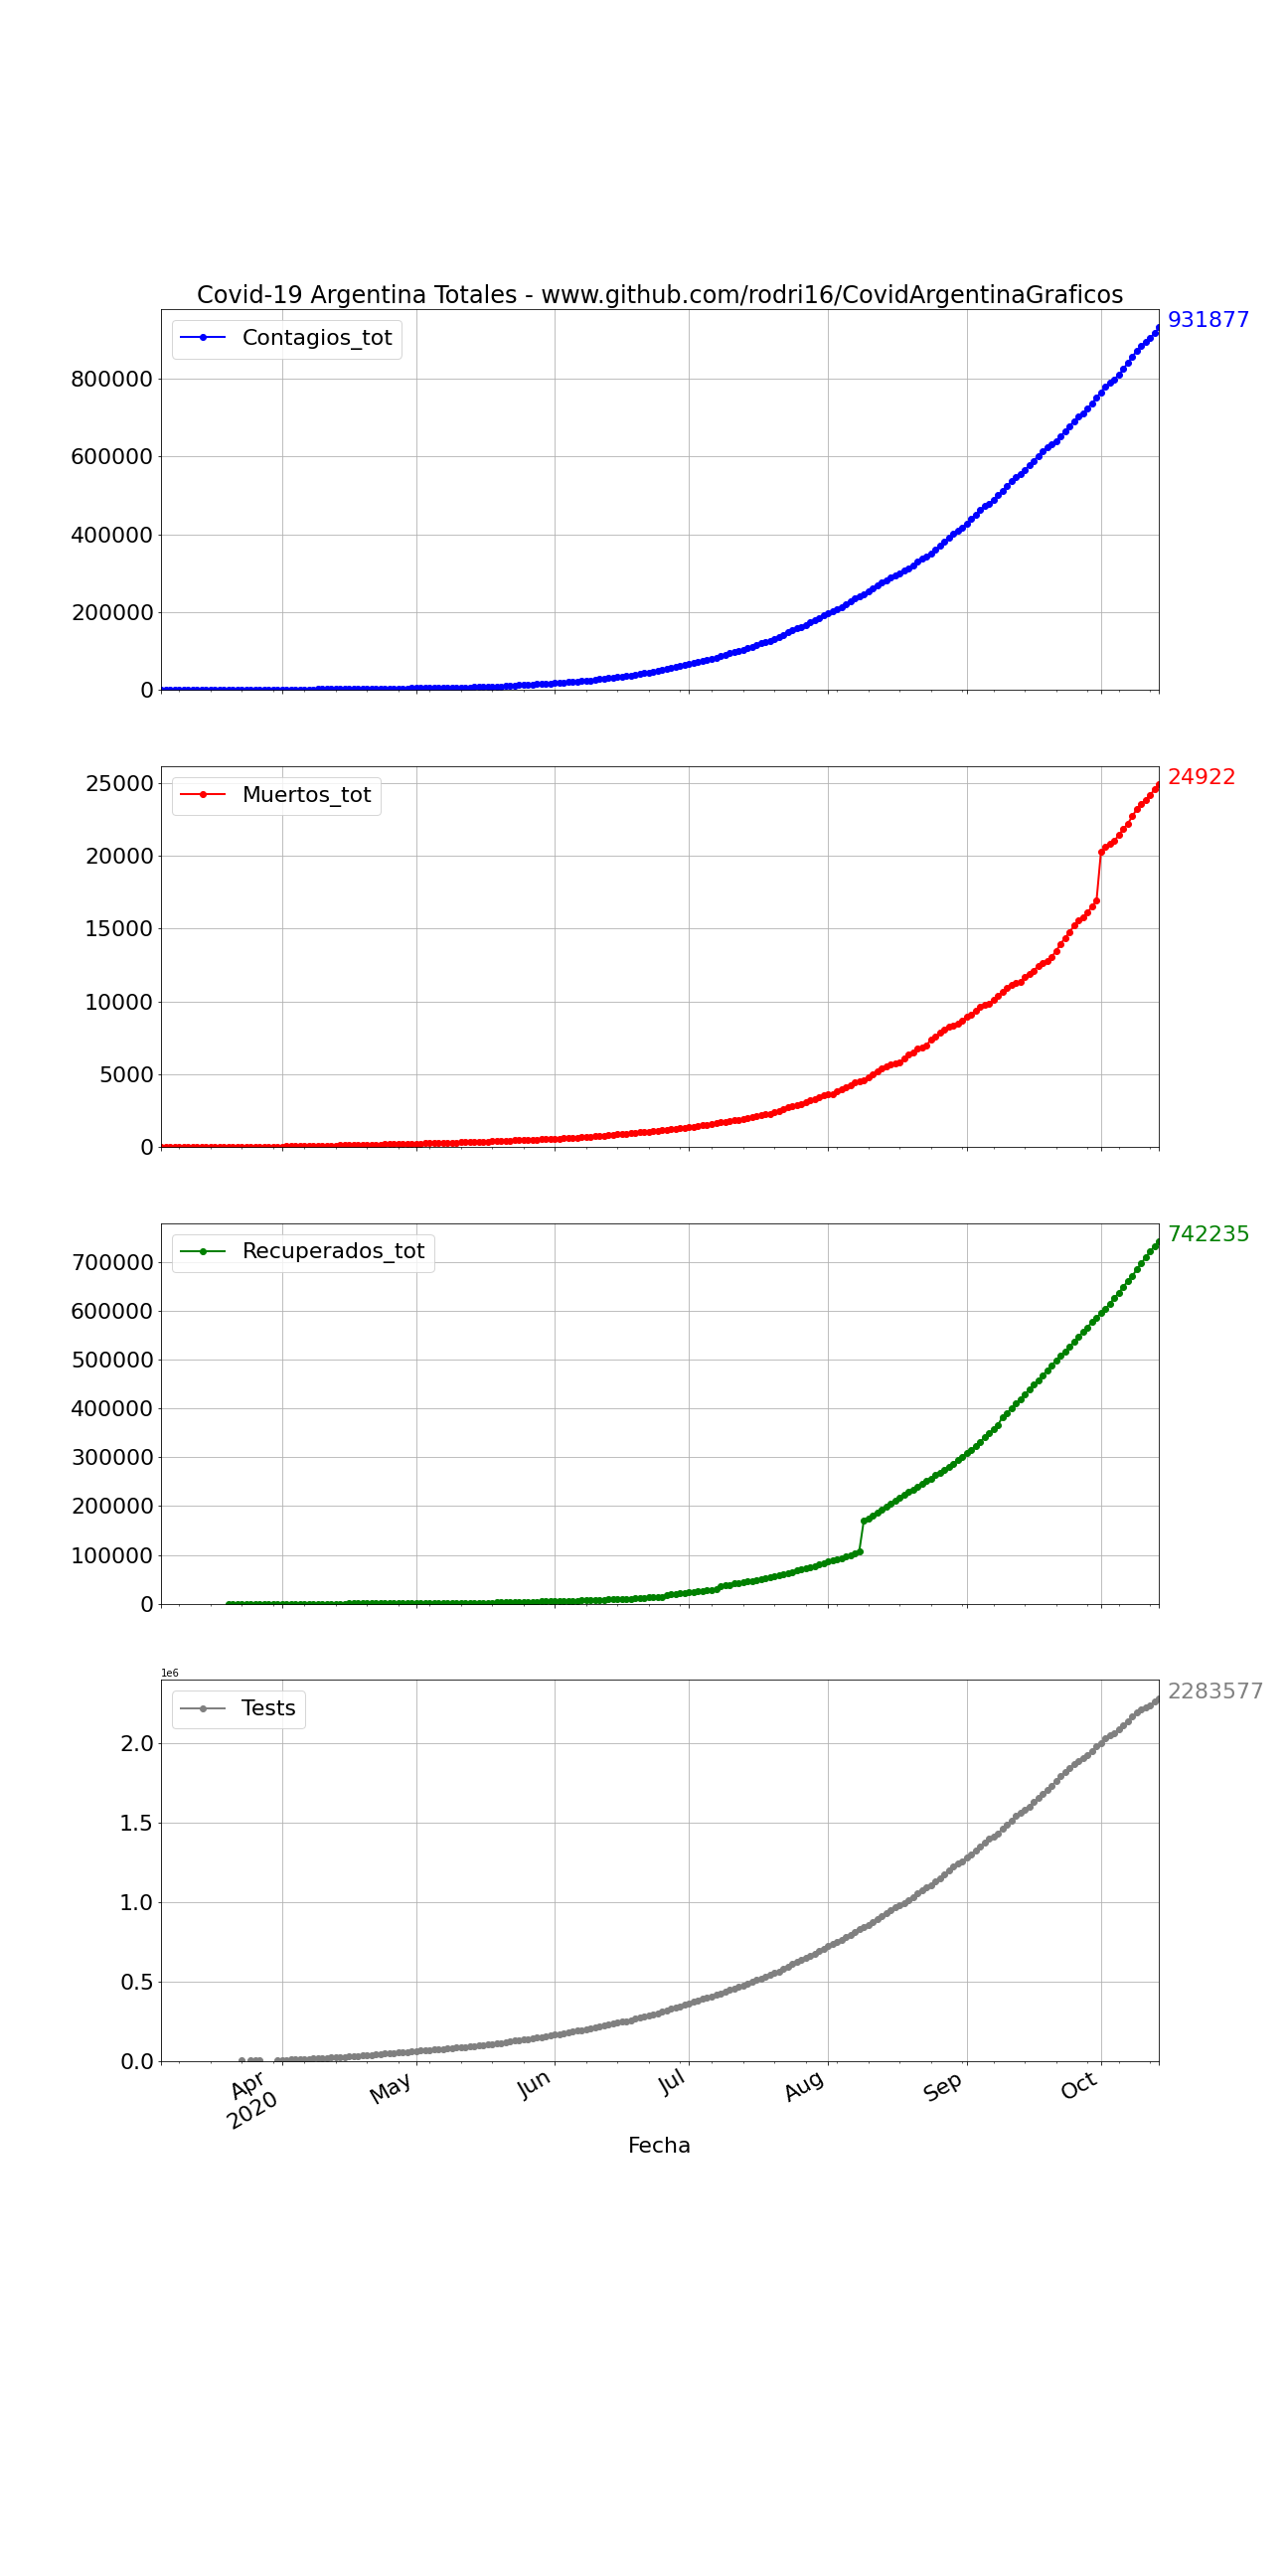 Covid-19 Argentina Totales - www.github.com/rodri16/CovidArgentinaGraficos
931877
Contagios_tot
800000
600000
400000
200000
0
24922
25000
Muertos_tot
20000
15000
10000
5000
0
742235
Recuperados_tot
700000
600000
500000
400000
300000
200000
100000
0
1e6
2283577
Tests
2.0
1.5
1.0
0.5
0.0
Apr
2020
May
Jun
Jul
Aug
Sep
Oct
Fecha